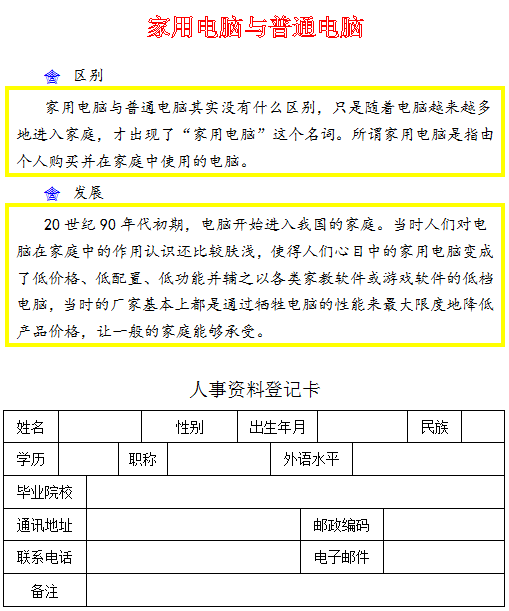 家用电脑与普通电脑
区别
家用电脑与普通电脑其实没有什么区别，只是随着电脑越来越多
地进入家庭，才出现了“家用电脑”这个名词。所谓家用电脑是指由
个人购买并在家庭中使用的电脑。
发展
20世纪90年代初期，电脑开始进入我国的家庭。当时人们对电
脑在家庭中的作用认识还比较肤浅，使得人们心目中的家用电脑变成
了低价格、低配置、低功能并辅之以各类家教软件或游戏软件的低档
电脑，当时的厂家基本上都是通过牺牲电脑的性能来最大限度地降低
产品价格，让一般的家庭能够承受。
人事资料登记卡
姓名 性别 出生年月 民族
学历 职称 外语水平
毕业院校
通讯地址 邮政编码
联系电话 电子邮件
备注